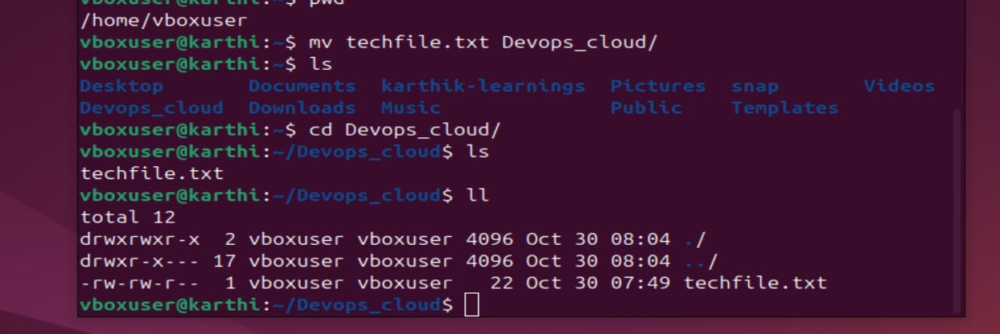 vboxuser@karthi:~$ pwd
/home/vboxuser
vboxuser@karthi:~$ mv techfile.txt Devops_cloud/
vboxuser@karthi:~$ ls
Desktop       Documents  karthik-learnings  Pictures  snap       Videos
Devops_cloud  Downloads  Music              Public    Templates
vboxuser@karthi:~$ cd Devops_cloud/
vboxuser@karthi:~/Devops_cloud$ ls
techfile.txt
vboxuser@karthi:~/Devops_cloud$ ll
total 12
drwxrwxr-x  2 vboxuser vboxuser 4096 Oct 30 08:04 ./
drwxr-x--- 17 vboxuser vboxuser 4096 Oct 30 08:04 ../
-rw-rw-r--  1 vboxuser vboxuser   22 Oct 30 07:49 techfile.txt
vboxuser@karthi:~/Devops_cloud$